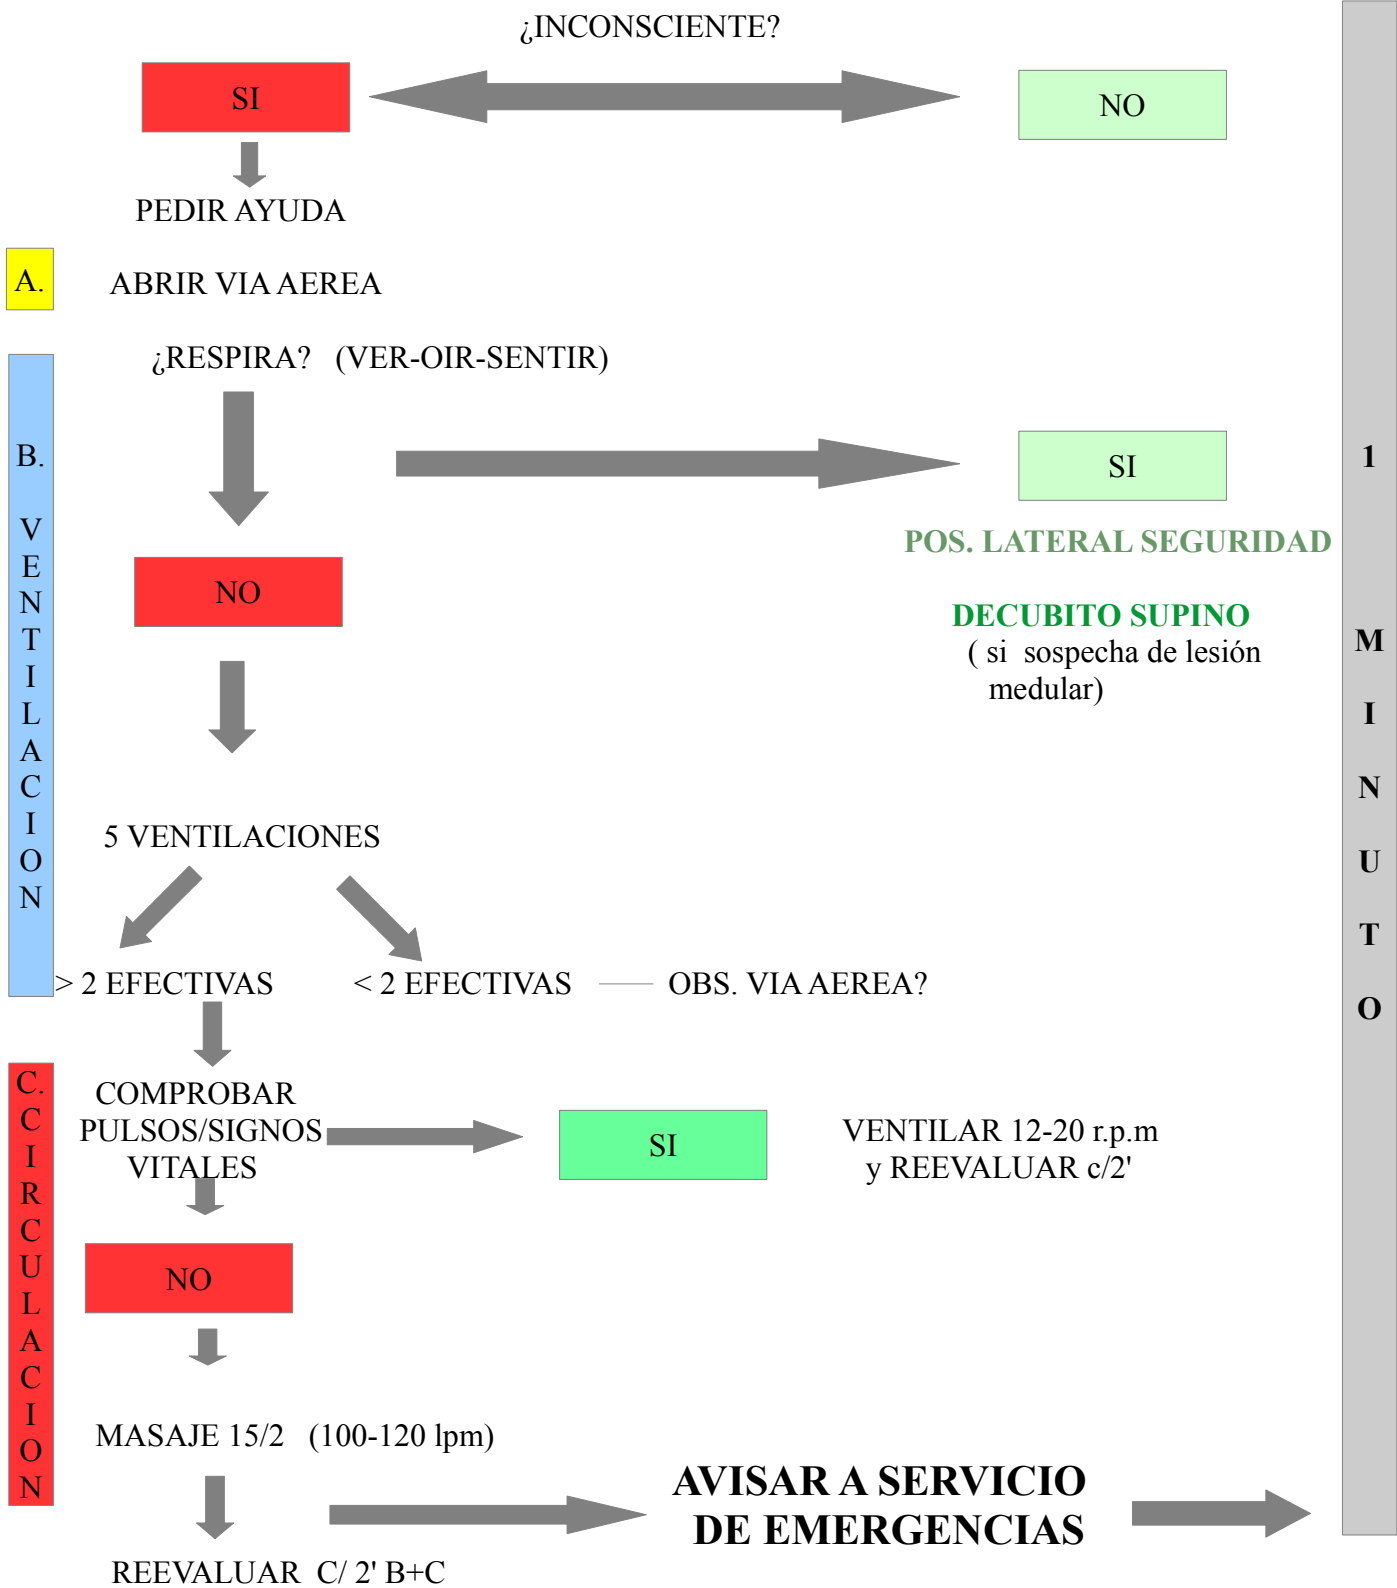 ¿INCONSCIENTE?
SI
NO
PEDIR AYUDA
A.
ABRIR VIA AEREA
¿RESPIRA? (VER-OIR-SENTIR)
B.
VENTILACION
SI
POS. LATERAL SEGURIDAD
NO
DECUBITO SUPINO
( si sospecha de lesión
medular)
5 VENTILACIONES
> 2 EFECTIVAS
< 2 EFECTIVAS
OBS. VIA AEREA?
C.
CIRCULACION
COMPROBAR
PULSOS/SIGNOS
VITALES
SI
VENTILAR 12-20 r.p.m
y REEVALUAR c/2'
NO
MASAJE 15/2 (100-120 lpm)
AVISAR A SERVICIO
DE EMERGENCIAS
REEVALUAR C/ 2' B+C
1
MINUTO